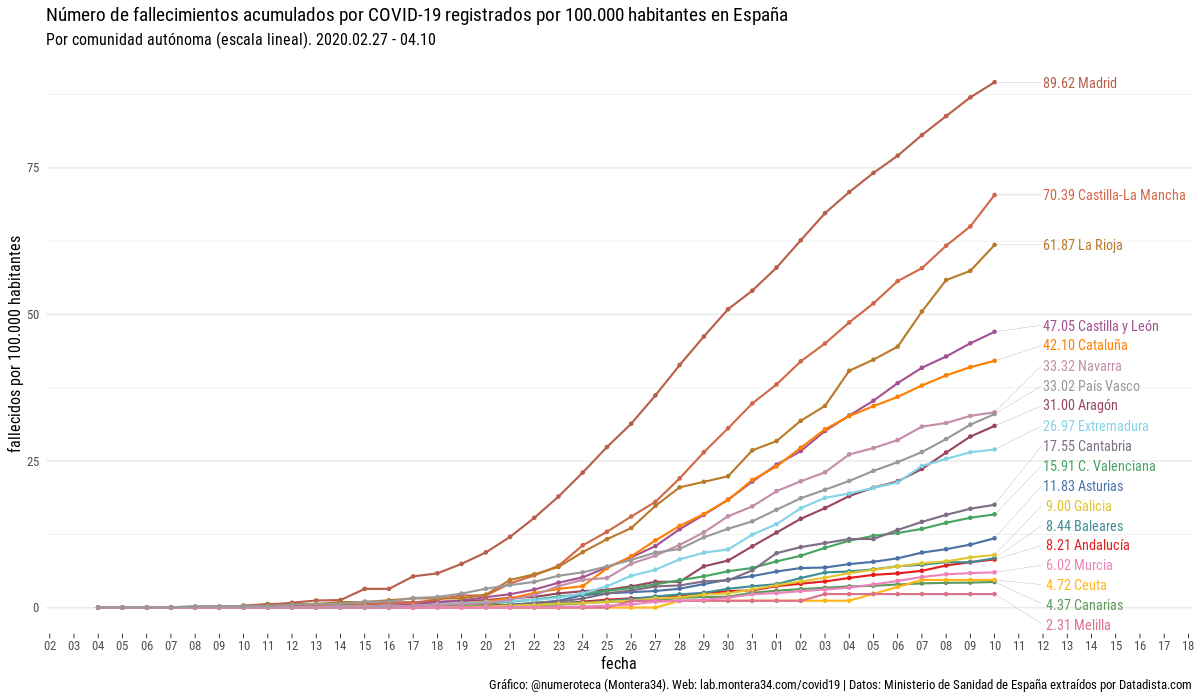 Número de fallecimientos acumulados por COVID-19 registrados por 100.000 habitantes en España
Por comunidad autónoma (escala lineal). 2020.02.27 - 04.10
fallecidos por 100.000 habitantes
75
50
25
0
89.62 Madrid
70.39 Castilla-La Mancha
61.87 La Rioja
47.05 Castilla y León
42.10 Cataluña
33.32 Navarra
33.02 País Vasco
31.00 Aragón
26.97 Extremadura
17.55 Cantabria
15.91 C. Valenciana
11.83 Asturias
9.00 Galicia
8.44 Baleares
8.21 Andalucía
6.02 Murcia
4.72 Ceuta
4.37 Canarias
2.31 Melilla
02 03 04 05 06 07 08 09 10 11 12 13 14 15 16 17 18 19 20 21 22 23 24 25 26 27 28 29 30 31 01 02 03 04 05 06 07 08 09 10 11 12 12 14 15 16 17 18
fecha
Gráfico: @numeroteca (Montera34). Web: lab.montera34.com/covid19 | Datos: Ministerio de Sanidad de España extraídos por Datadista.com